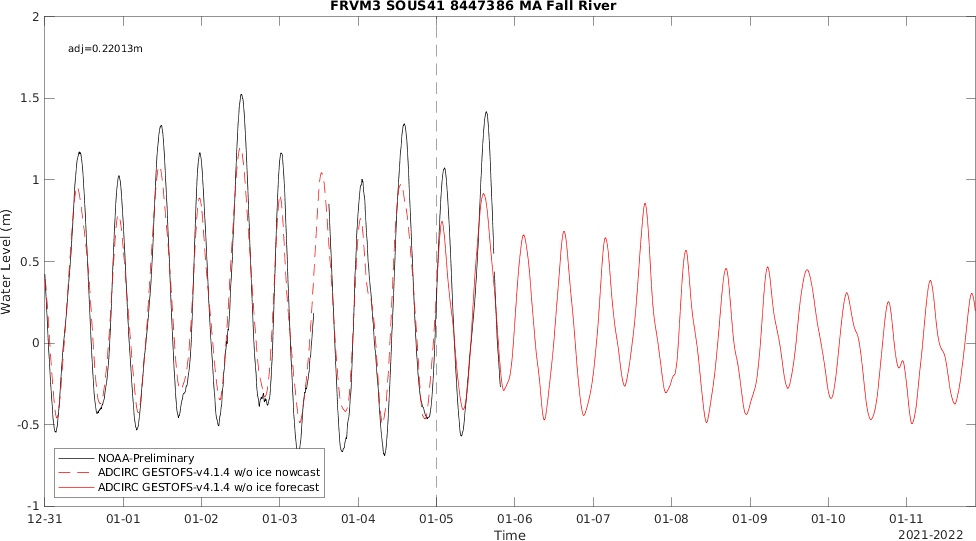 FRVM3 SOUS41 8447386 MA Fall River
adj=0.22013m
2
1.5
1
0.5
0
-0.5
-1
Water Level (m)
NOAA-Preliminary
ADCIRC GESTOFS-v4.1.4 w/o ice nowcast
ADCIRC GESTOFS-v4.1.4 w/o ice forecast
12-31 01-01 01-02 01-03 01-04 01-05 01-06 01-07 01-08 01-09 01-10 01-11
Time
2021-2022